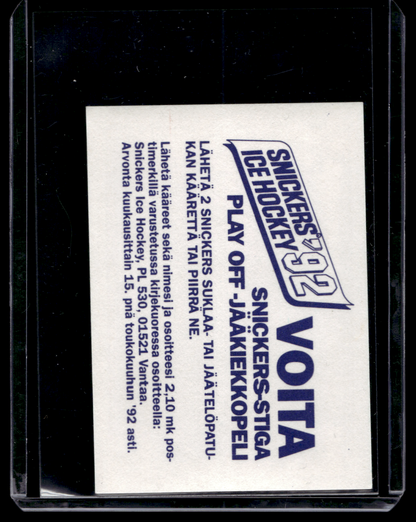 SNICKERS '92
ICE HOCKEY
VOITA
SNICKERS-STIGA
PLAY OFF -JÄÄKIEKKOPELI
LÄHETÄ 2 SNICKERS SUKLAA- TAI JÄÄTELÖPATU-
KAN KÄÄRETTÄ TAI PIIRRÄ NE.
Lähetä kääreet sekä nimesi ja osoitteesi 2.10 mk pos-
timerkillä varustetussa kirjekuoressa osoitteella:
Snickers Ice Hockey, PL 530, 01521 Vantaa.
Arvonta kuukausittain 15. pnä toukokuuhun '92 asti.